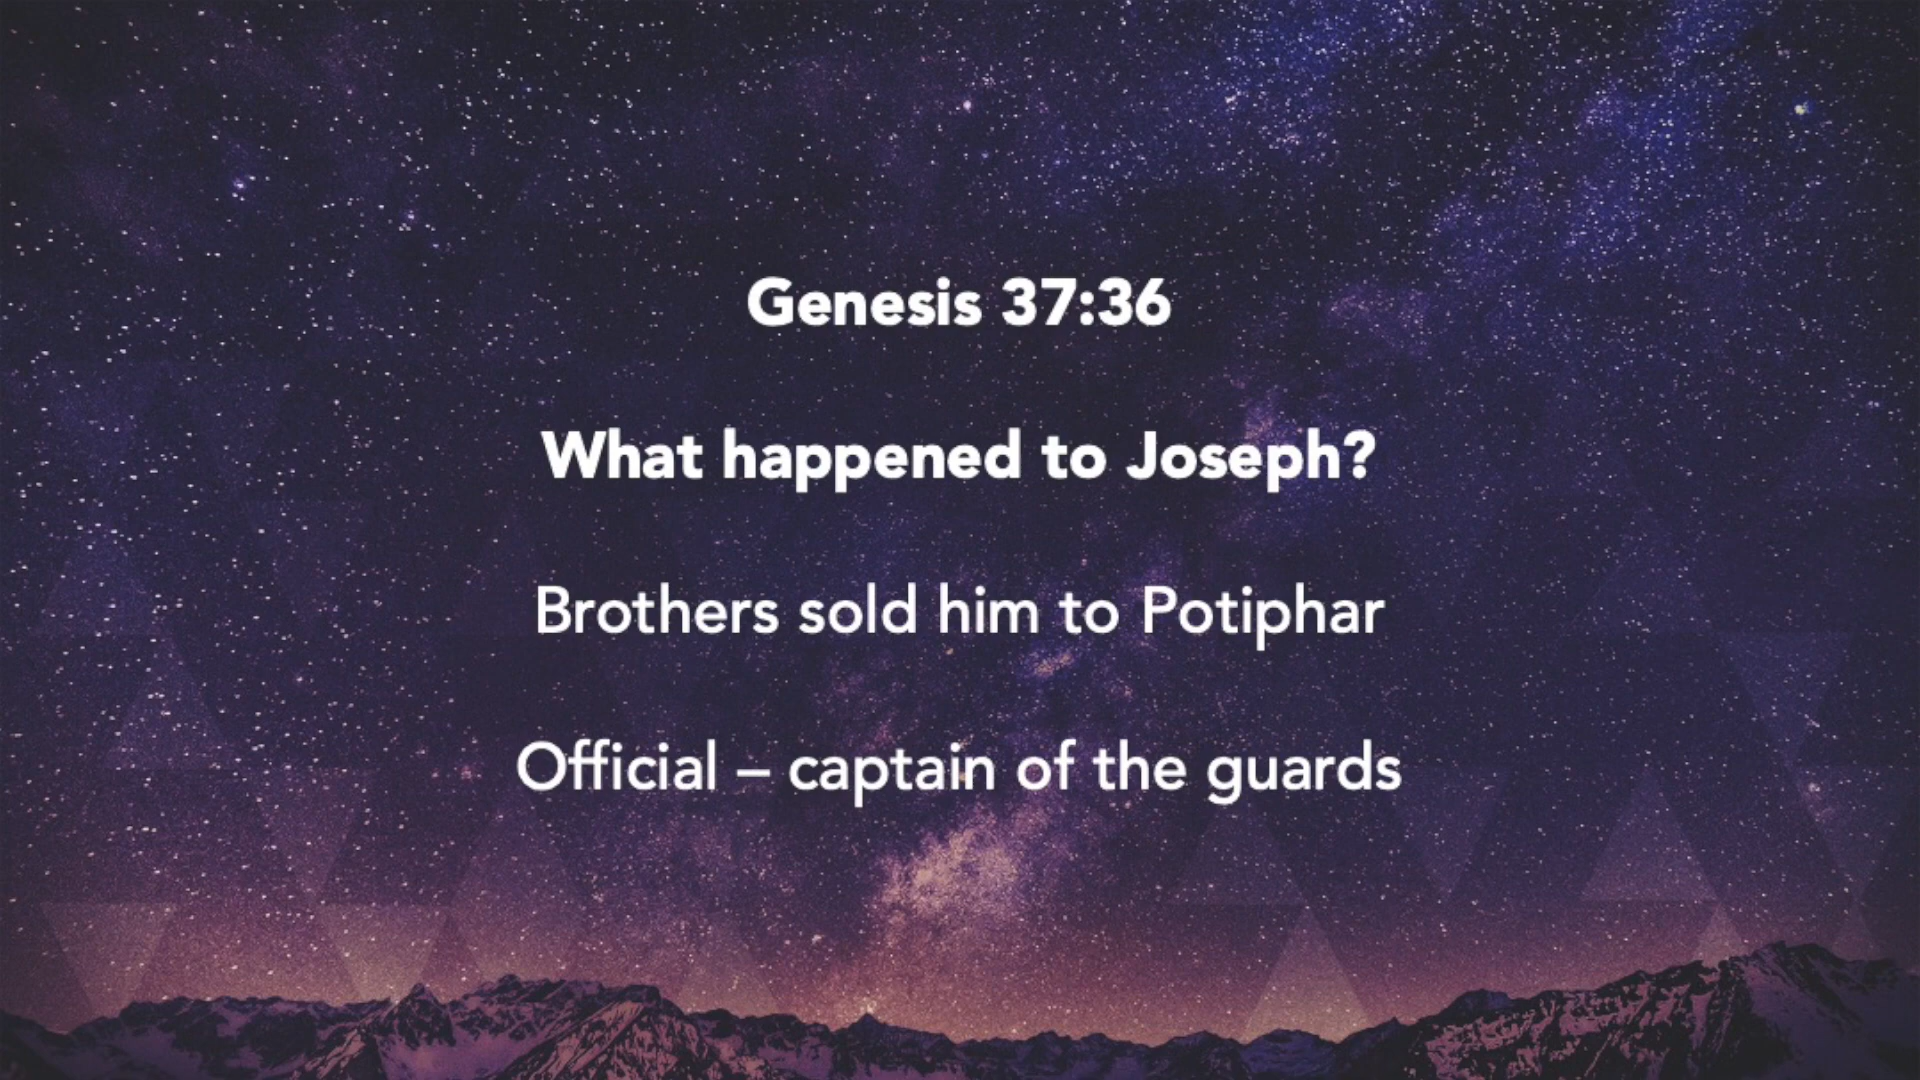 Genesis 37:36
What happened to Joseph?
Brothers sold him to Potiphar
Official – captain of the guards